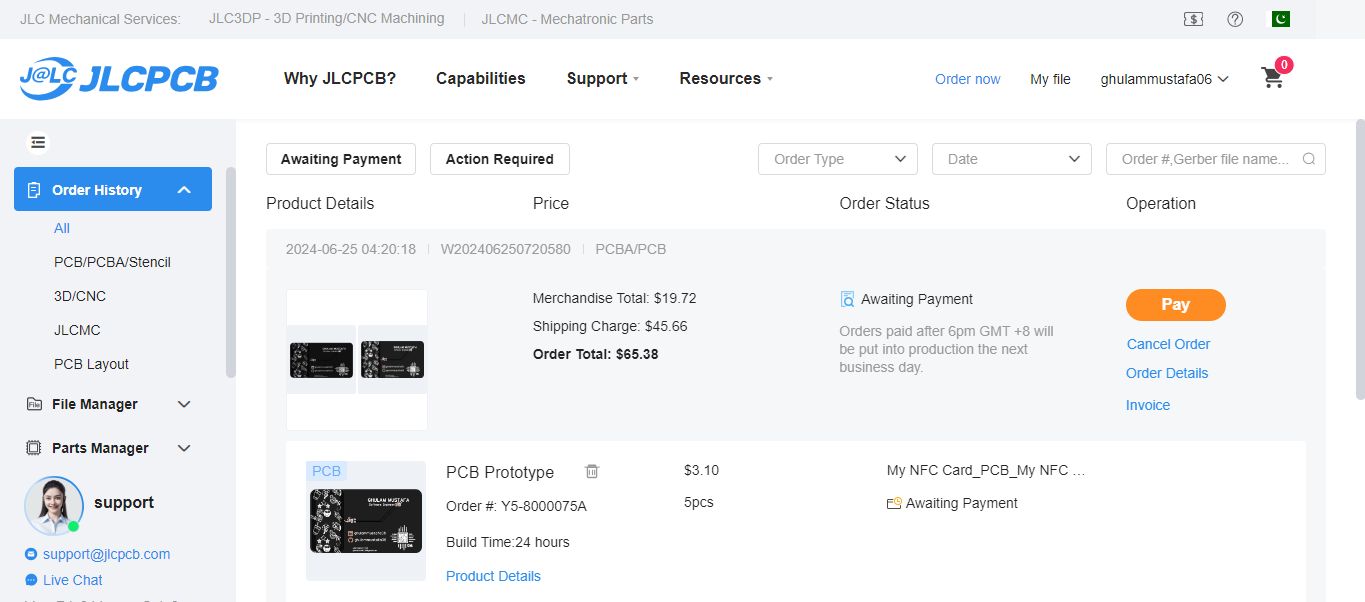 JLC Mechanical Services: JLC3DP - 3D Printing/CNC Machining JLCMC - Mechatronic Parts
J@LC JLCPCB Why JLCPCB? Capabilities Support Resources Order now My file ghulammustafa06 0
Awaiting Payment Action Required Order Type Date Order #,Gerber file name...
Order History
All
PCB/PCBA/Stencil
3D/CNC
JLCMC
PCB Layout
File Manager
Parts Manager
support
support@jlcpcb.com
Live Chat
Product Details Price Order Status Operation
2024-06-25 04:20:18 W202406250720580 PCBA/PCB
Merchandise Total: $19.72
Shipping Charge: $45.66
Order Total: $65.38
Awaiting Payment
Orders paid after 6pm GMT +8 will
be put into production the next
business day.
Pay
Cancel Order
Order Details
Invoice
PCB
GHULAM MUSTAFA
Software Engineer
ghulammustafa06
ghulammustafa06
PCB Prototype
Order #: Y5-8000075A
Build Time:24 hours
Product Details
$3.10
5pcs
My NFC Card_PCB_My NFC ...
Awaiting Payment